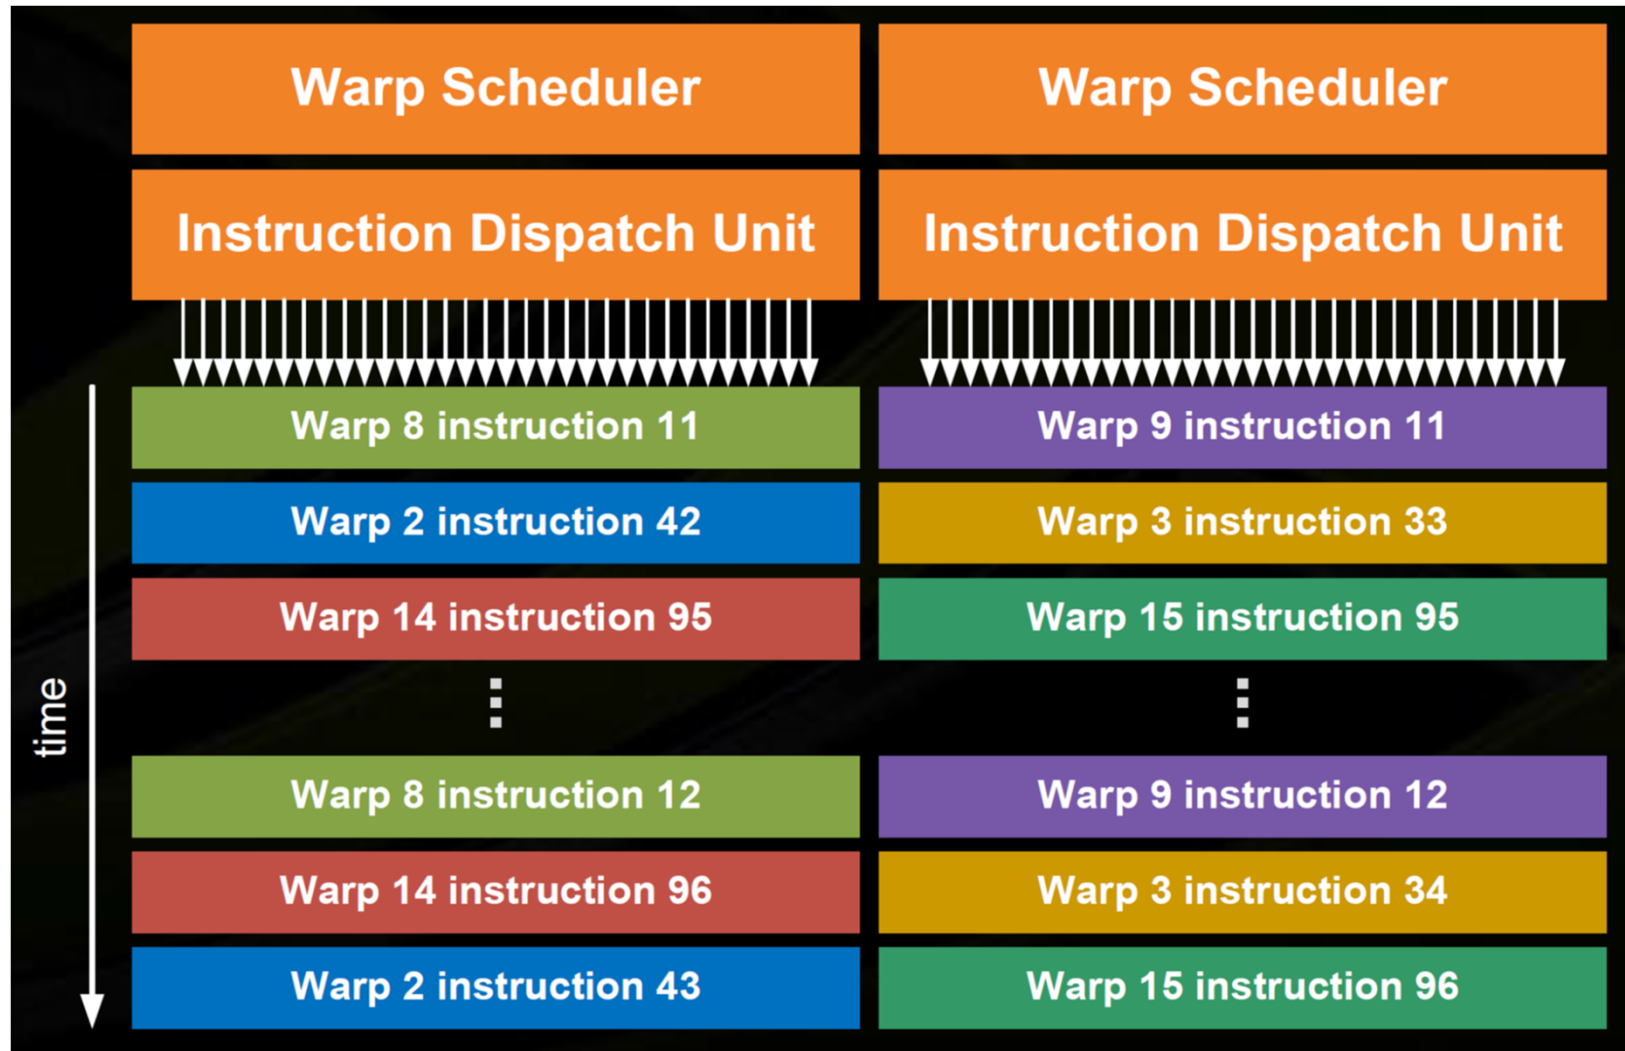 Warp Scheduler
Warp Scheduler
Instruction Dispatch Unit
Instruction Dispatch Unit
Warp 8 instruction 11
Warp 9 instruction 11
Warp 2 instruction 42
Warp 3 instruction 33
Warp 14 instruction 95
Warp 15 instruction 95
time
Warp 8 instruction 12
Warp 9 instruction 12
Warp 14 instruction 96
Warp 3 instruction 34
Warp 2 instruction 43
Warp 15 instruction 96